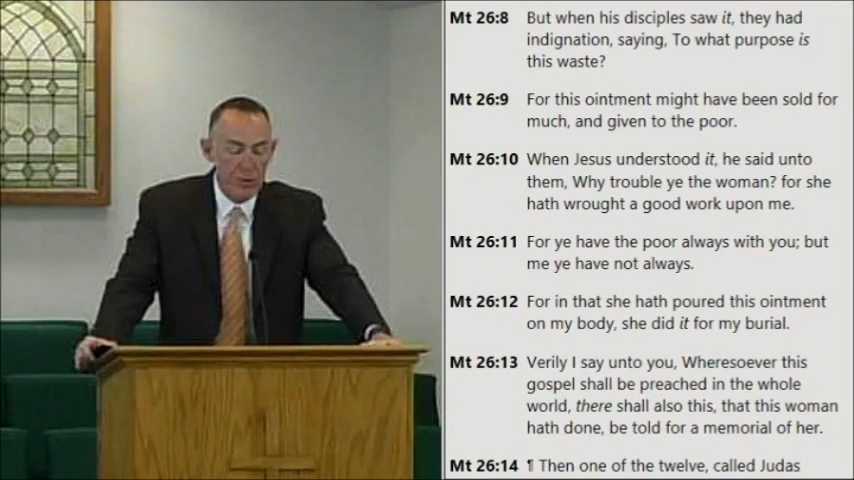 Mt 26:8 But when his disciples saw it, they had
indignation, saying, To what purpose is
this waste?
Mt 26:9 For this ointment might have been sold for
much, and given to the poor.
Mt 26:10 When Jesus understood it, he said unto
them, Why trouble ye the woman? for she
hath wrought a good work upon me.
Mt 26:11 For ye have the poor always with you; but
me ye have not always.
Mt 26:12 For in that she hath poured this ointment
on my body, she did it for my burial.
Mt 26:13 Verily I say unto you, Wheresoever this
gospel shall be preached in the whole
world, there shall also this, that this woman
hath done, be told for a memorial of her.
Mt 26:14 ¶ Then one of the twelve, called Judas